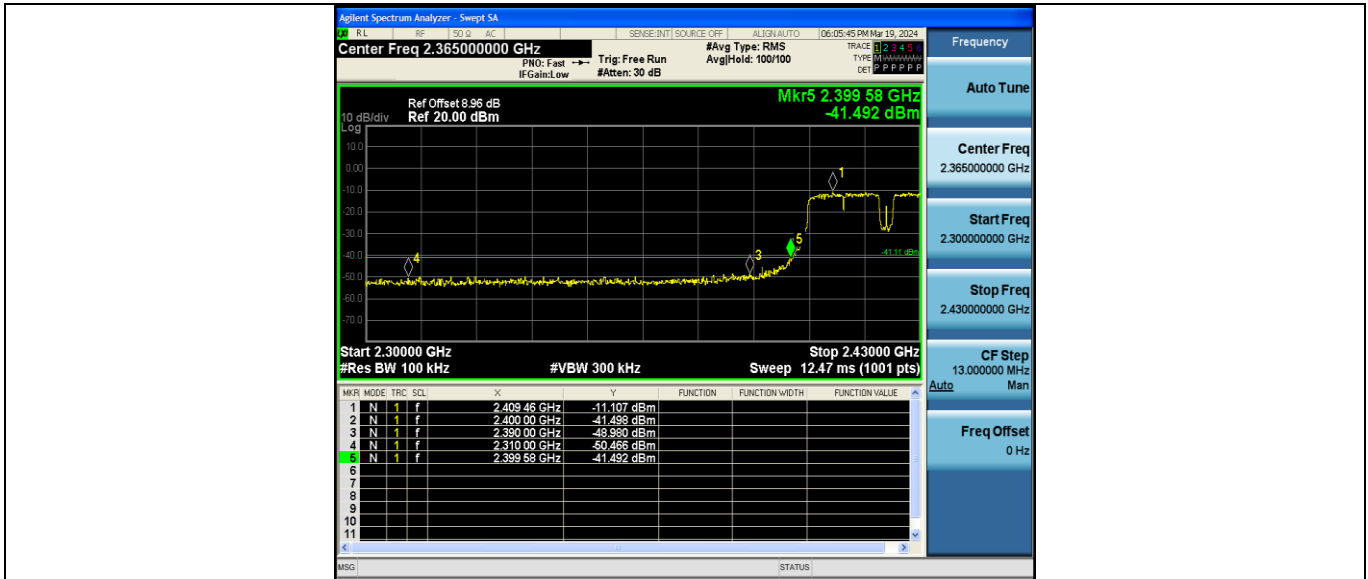 Agilent Spectrum Analyzer - Swept SA
LXI RL RF 50 Ω AC SENSE:INT SOURCE OFF ALIGN AUTO 06:05:45 PM Mar 19, 2024
Center Freq 2.365000000 GHz
PNO: Fast
IFGain:Low
Trig: Free Run
#Atten: 30 dB
#Avg Type: RMS
Avg|Hold: 100/100
TRACE 1 2 3 4 5 6
TYPE M WWWWW
DET P P P P P P
Frequency
Auto Tune
Center Freq
2.365000000 GHz
Start Freq
2.300000000 GHz
Stop Freq
2.430000000 GHz
CF Step
13.000000 MHz
Auto Man
Freq Offset
0 Hz
Mkr5 2.399 58 GHz
-41.492 dBm
Ref Offset 8.96 dB
10 dB/div Ref 20.00 dBm
Log
10.0
0.00
-10.0
-20.0
-30.0
-40.0
-50.0
-60.0
-70.0
1
5
3
4
-41.11 dBm
Start 2.30000 GHz Stop 2.43000 GHz
#Res BW 100 kHz #VBW 300 kHz Sweep 12.47 ms (1001 pts)
MKR MODE TRC SCL X Y FUNCTION FUNCTION WIDTH FUNCTION VALUE
1 N 1 f 2.409 46 GHz -11.107 dBm
2 N 1 f 2.400 00 GHz -41.498 dBm
3 N 1 f 2.390 00 GHz -48.980 dBm
4 N 1 f 2.310 00 GHz -50.466 dBm
5 N 1 f 2.399 58 GHz -41.492 dBm
6
7
8
9
10
11
MSG STATUS